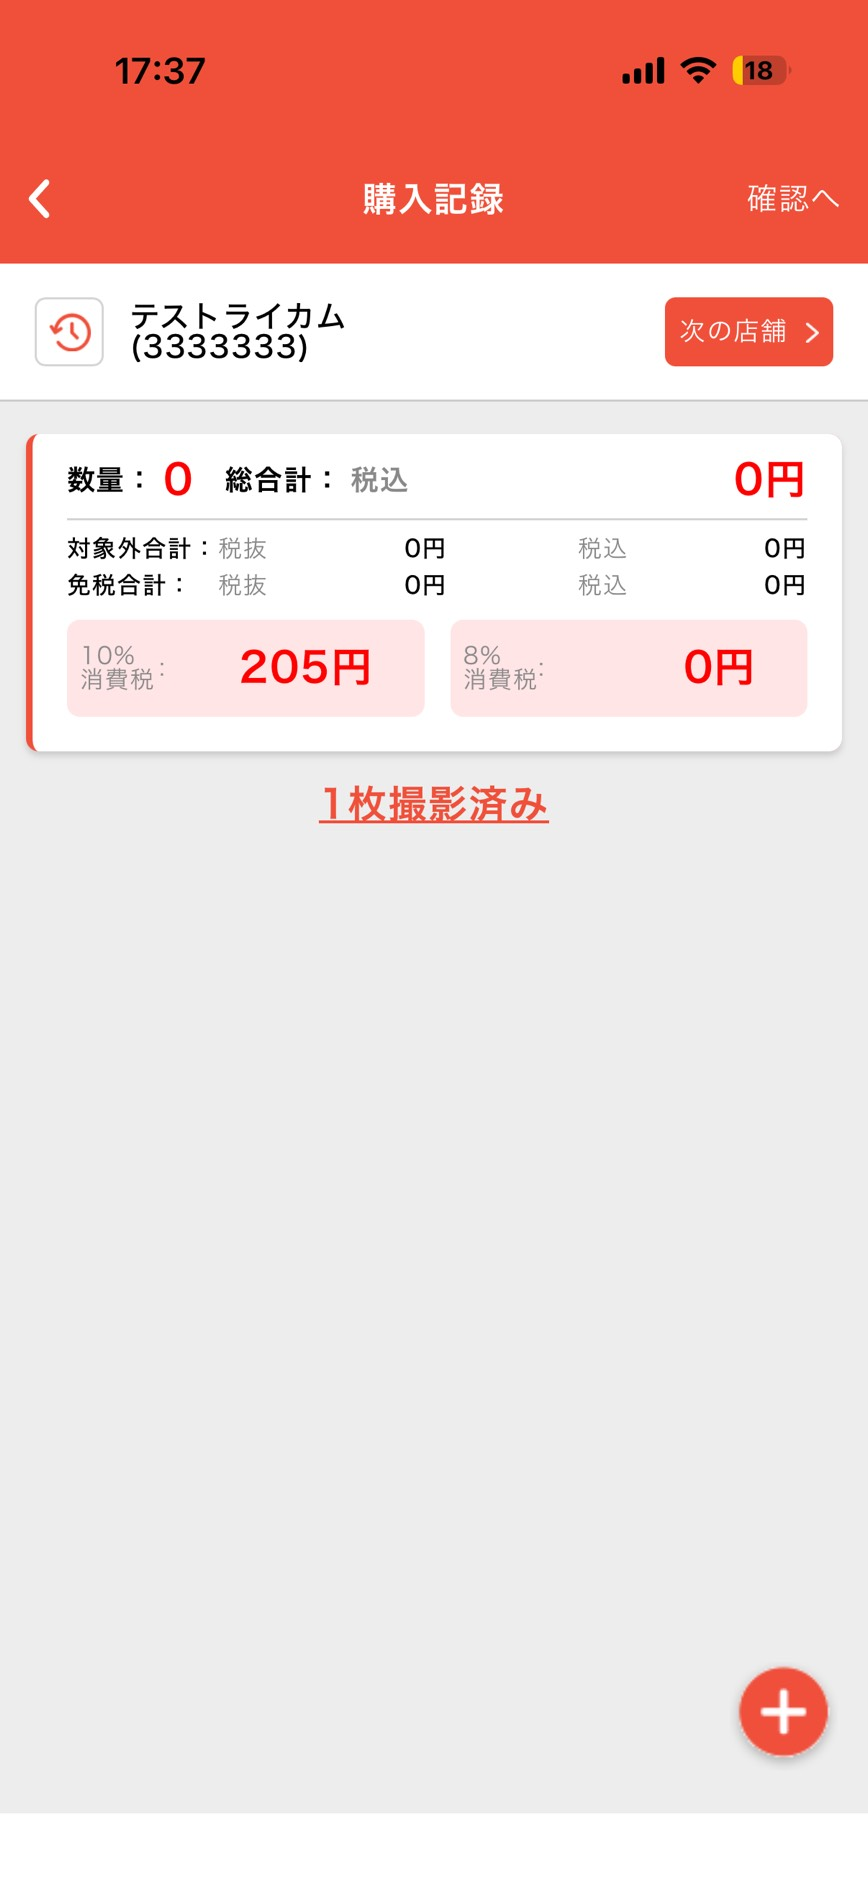 17:37
18
購入記録
確認へ
テストライカム
(3333333)
次の店舗
数量： 0 総合計： 税込 0円
対象外合計：税抜 0円 税込 0円
免税合計： 税抜 0円 税込 0円
10%
消費税： 205円
8%
消費税： 0円
1枚撮影済み